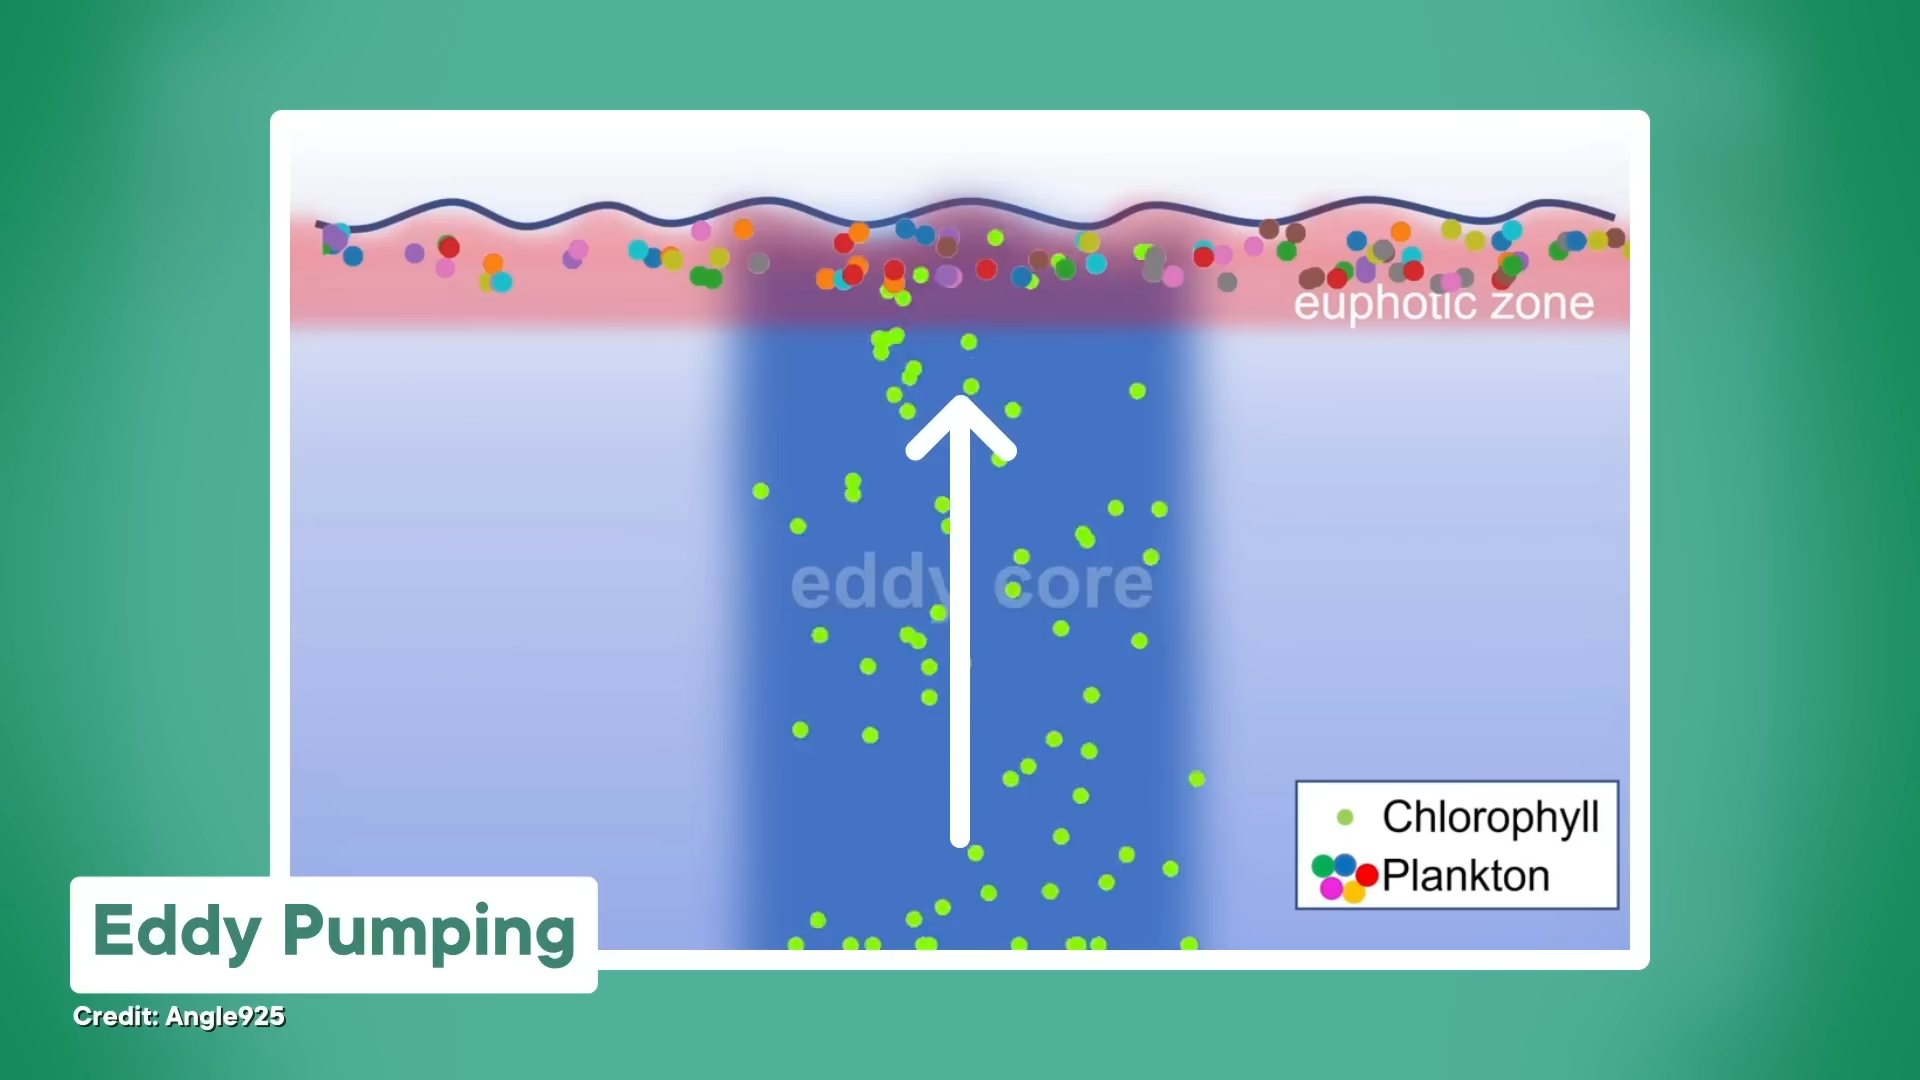 euphotic zone
eddy core
Chlorophyll
Plankton
Eddy Pumping
Credit: Angle925